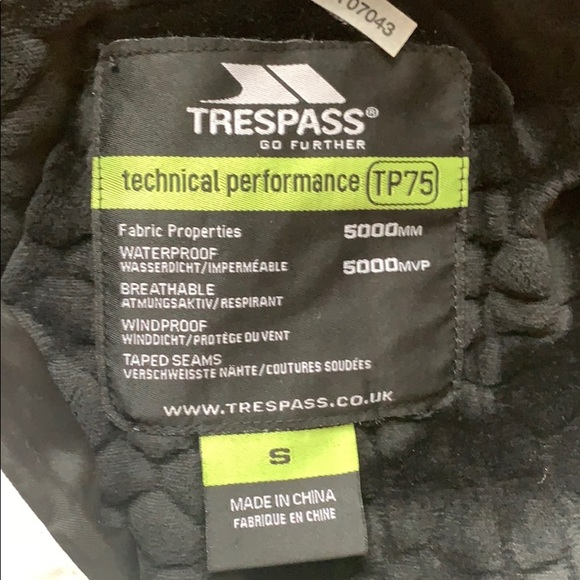 07043
TRESPASS®
GO FURTHER
technical performance TP75
Fabric Properties 5000MM
WATERPROOF
WASSERDICHT/IMPERMÉABLE 5000MVP
BREATHABLE
ATMUNGSAKTIV/RESPIRANT
WINDPROOF
WINDDICHT/PROTÈGE DU VENT
TAPED SEAMS
VERSCHWEISSTE NÄHTE/COUTURES SOUDÉES
WWW.TRESPASS.CO.UK
S
MADE IN CHINA
FABRIQUE EN CHINE